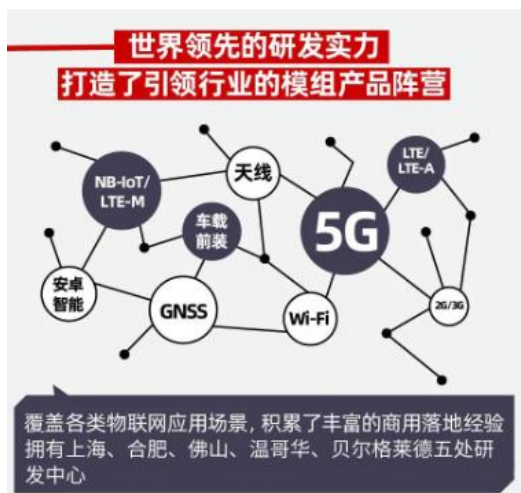 世界领先的研发实力
打造了引领行业的模组产品阵营
NB-IoT/
LTE-M
天线
LTE/
LTE-A
车载
前装
5G
安卓
智能
GNSS
Wi-Fi
2G/3G
覆盖各类物联网应用场景，积累了丰富的商用落地经验
拥有上海、合肥、佛山、温哥华、贝尔格莱德五处研
发中心